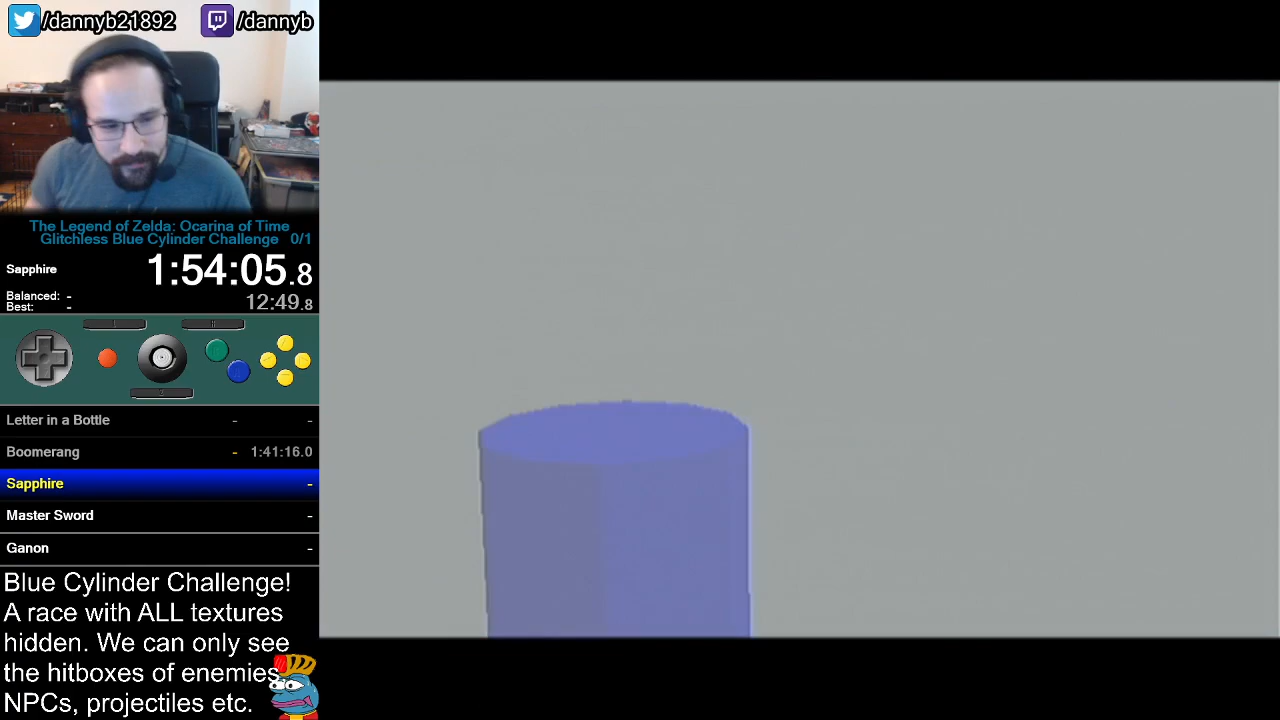 /dannyb21892 /dannyb
The Legend of Zelda: Ocarina of Time
Glitchless Blue Cylinder Challenge 0/1
Sapphire 1:54:05.8
Balanced: - 12:49.8
Best: -
Letter in a Bottle - -
Boomerang - 1:41:16.0
Sapphire -
Master Sword -
Ganon -
Blue Cylinder Challenge!
A race with ALL textures
hidden. We can only see
the hitboxes of enemies
NPCs, projectiles etc.